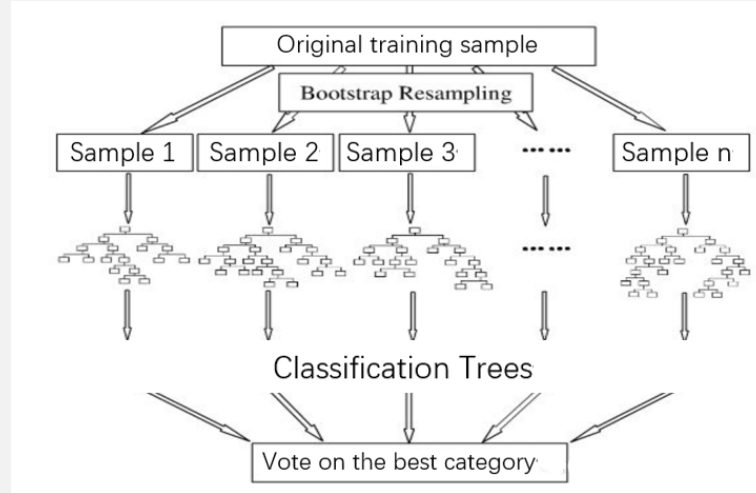 Original training sample
Bootstrap Resampling
Sample 1 Sample 2 Sample 3 …… Sample n
……
Classification Trees
Vote on the best category